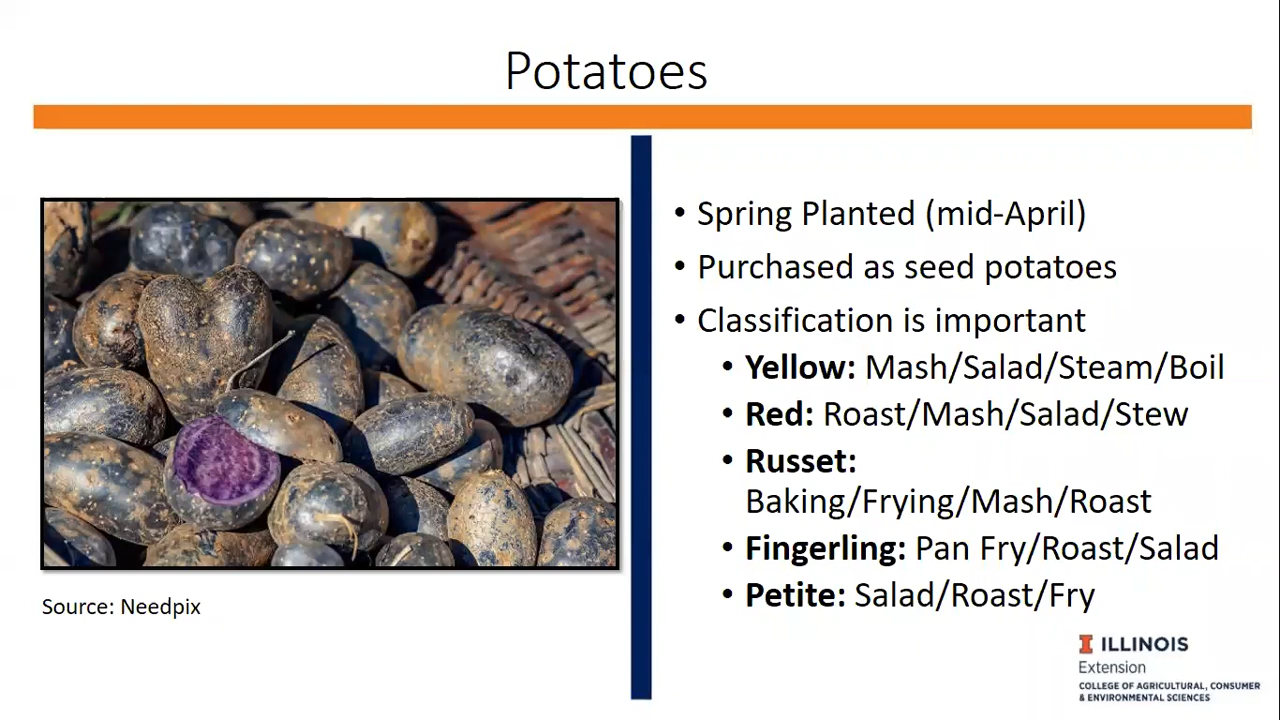 Potatoes
• Spring Planted (mid-April)
• Purchased as seed potatoes
• Classification is important
• Yellow: Mash/Salad/Steam/Boil
• Red: Roast/Mash/Salad/Stew
• Russet:
Baking/Frying/Mash/Roast
• Fingerling: Pan Fry/Roast/Salad
• Petite: Salad/Roast/Fry
Source: Needpix
I ILLINOIS
Extension
COLLEGE OF AGRICULTURAL, CONSUMER
& ENVIRONMENTAL SCIENCES